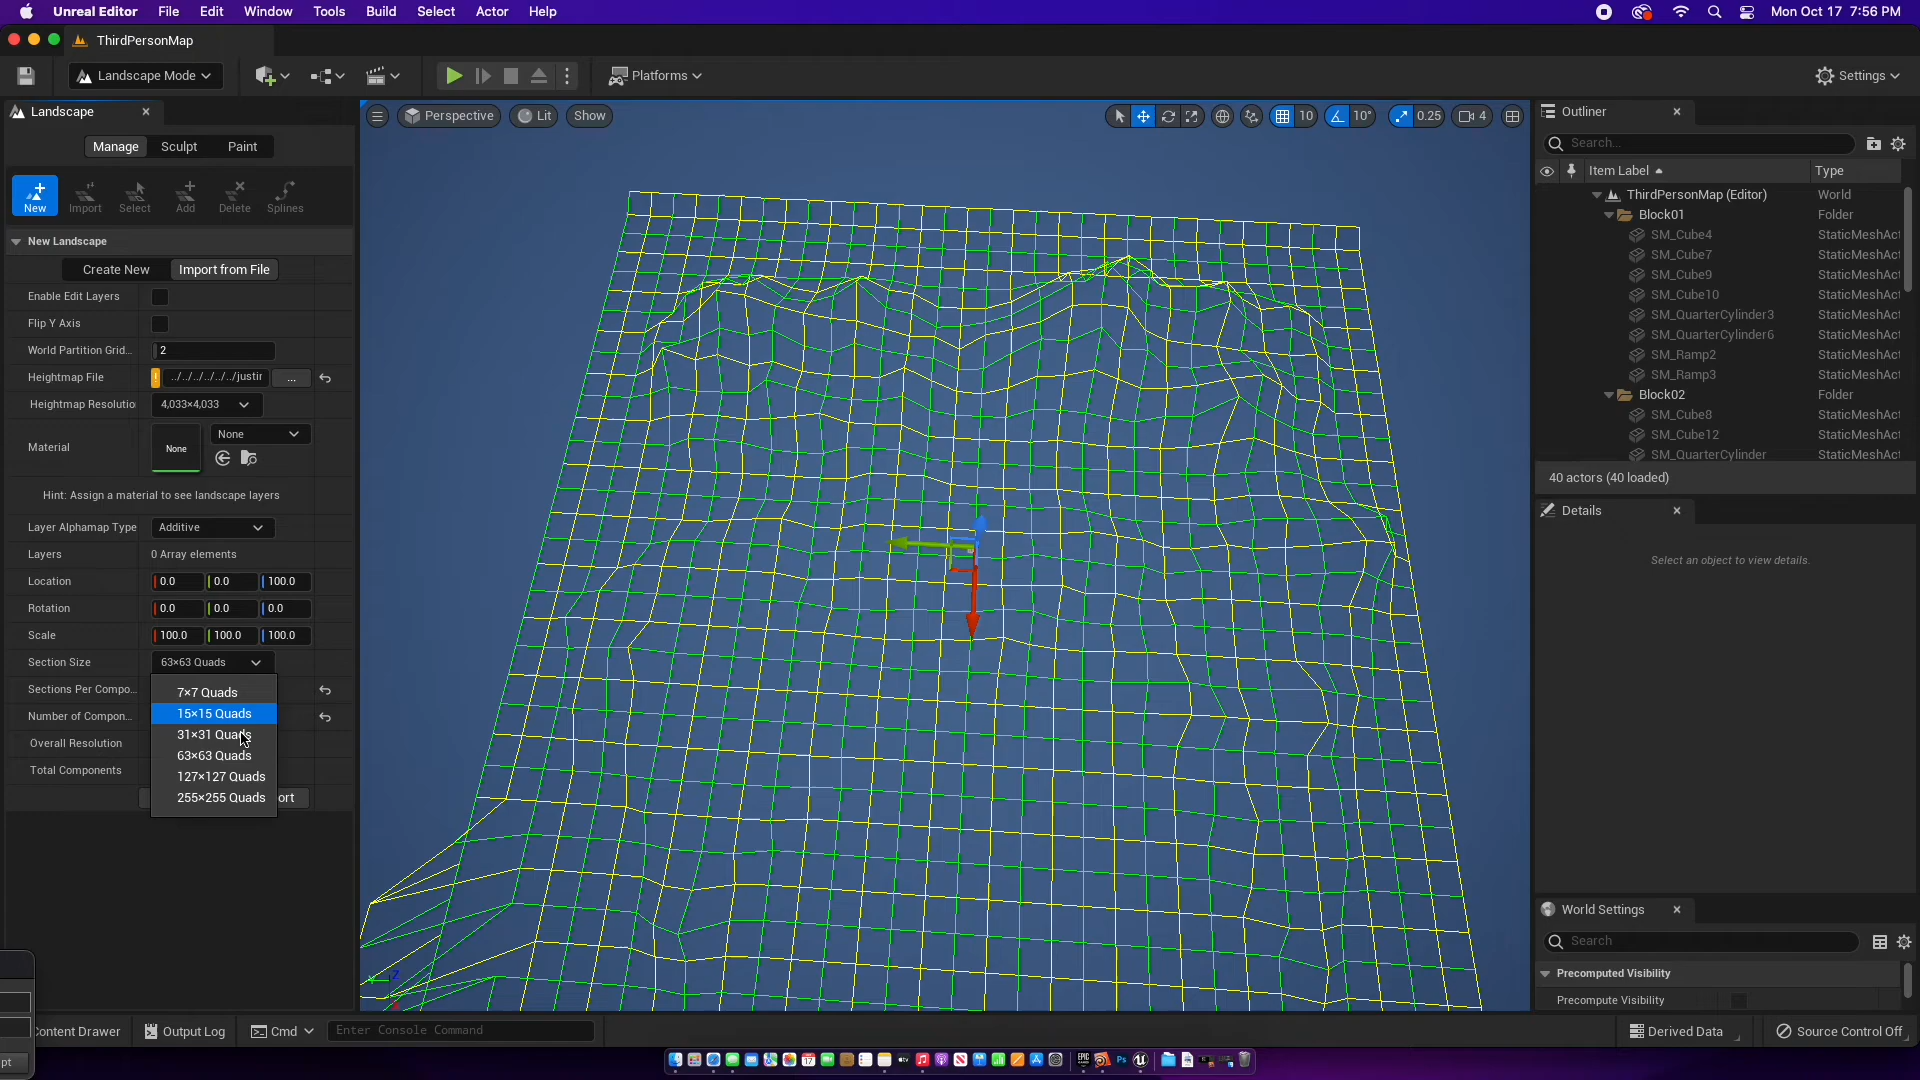 Unreal Editor File Edit Window Tools Build Select Actor Help Mon Oct 17 7:56 PM
ThirdPersonMap
Landscape Mode Platforms Settings
Landscape
Manage Sculpt Paint
New Import Select Add Delete Splines
New Landscape
Create New Import from File
Enable Edit Layers
Flip Y Axis
World Partition Grid... 2
Heightmap File ../../../../../../justin ...
Heightmap Resolutio 4,033×4,033
Material None None
Hint: Assign a material to see landscape layers
Layer Alphamap Type Additive
Layers 0 Array elements
Location 0.0 0.0 100.0
Rotation 0.0 0.0 0.0
Scale 100.0 100.0 100.0
Section Size 63×63 Quads
Sections Per Compo...
Number of Compon...
Overall Resolution
Total Components
7×7 Quads
15×15 Quads
31×31 Quads
63×63 Quads
127×127 Quads
255×255 Quads
ort
Perspective Lit Show 10 10° 0.25 4
Z
Outliner
Search...
Item Label Type
ThirdPersonMap (Editor) World
Block01 Folder
SM_Cube4 StaticMeshAct
SM_Cube7 StaticMeshAct
SM_Cube9 StaticMeshAct
SM_Cube10 StaticMeshAct
SM_QuarterCylinder3 StaticMeshAct
SM_QuarterCylinder6 StaticMeshAct
SM_Ramp2 StaticMeshAct
SM_Ramp3 StaticMeshAct
Block02 Folder
SM_Cube8 StaticMeshAct
SM_Cube12 StaticMeshAct
SM_QuarterCylinder StaticMeshAct
40 actors (40 loaded)
Details
Select an object to view details.
World Settings
Search
Precomputed Visibility
Precompute Visibility
pt
ontent Drawer Output Log Cmd Enter Console Command Derived Data Source Control Off